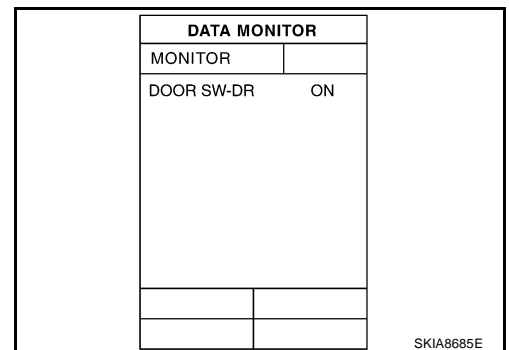 DATA MONITOR
MONITOR
DOOR SW-DR ON
SKIA8685E